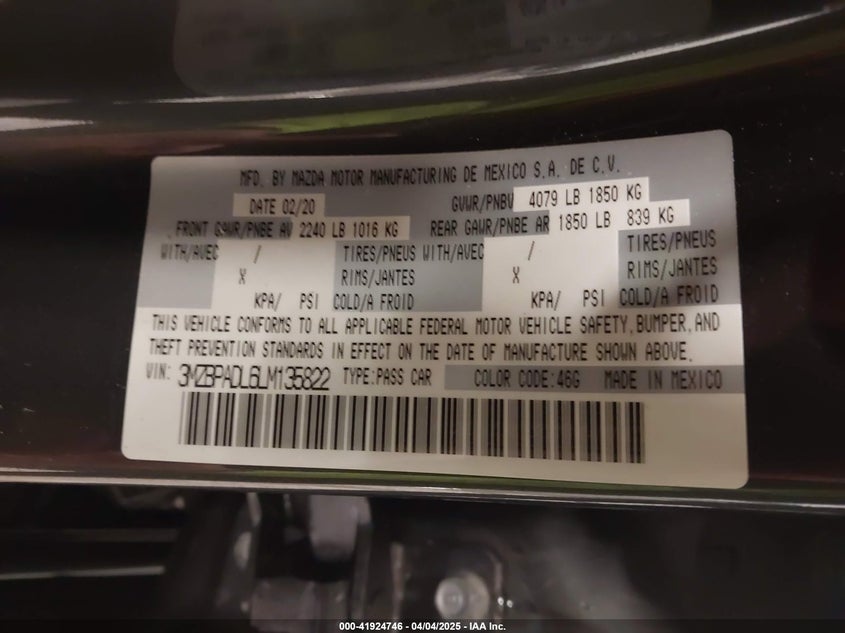 MFD. BY MAZDA MOTOR MANUFACTURING DE MEXICO S.A. DE C.V.
DATE 02/20 GVWR/PNBV 4079 LB 1850 KG
FRONT GAWR/PNBE AV 2240 LB 1016 KG REAR GAWR/PNBE AR 1850 LB 839 KG
WITH/AVEC / TIRES/PNEUS WITH/AVEC / TIRES/PNEUS
X RIMS/JANTES X RIMS/JANTES
KPA/ PSI COLD/A FROID KPA/ PSI COLD/A FROID
THIS VEHICLE CONFORMS TO ALL APPLICABLE FEDERAL MOTOR VEHICLE SAFETY, BUMPER, AND
THEFT PREVENTION STANDARDS IN EFFECT ON THE DATE OF MANUFACTURE SHOWN ABOVE.
VIN: 3MZBPADL6LM135822 TYPE:PASS CAR COLOR CODE:46G MADE IN MEXICO
000-41924746 - 04/04/2025 - IAA Inc.